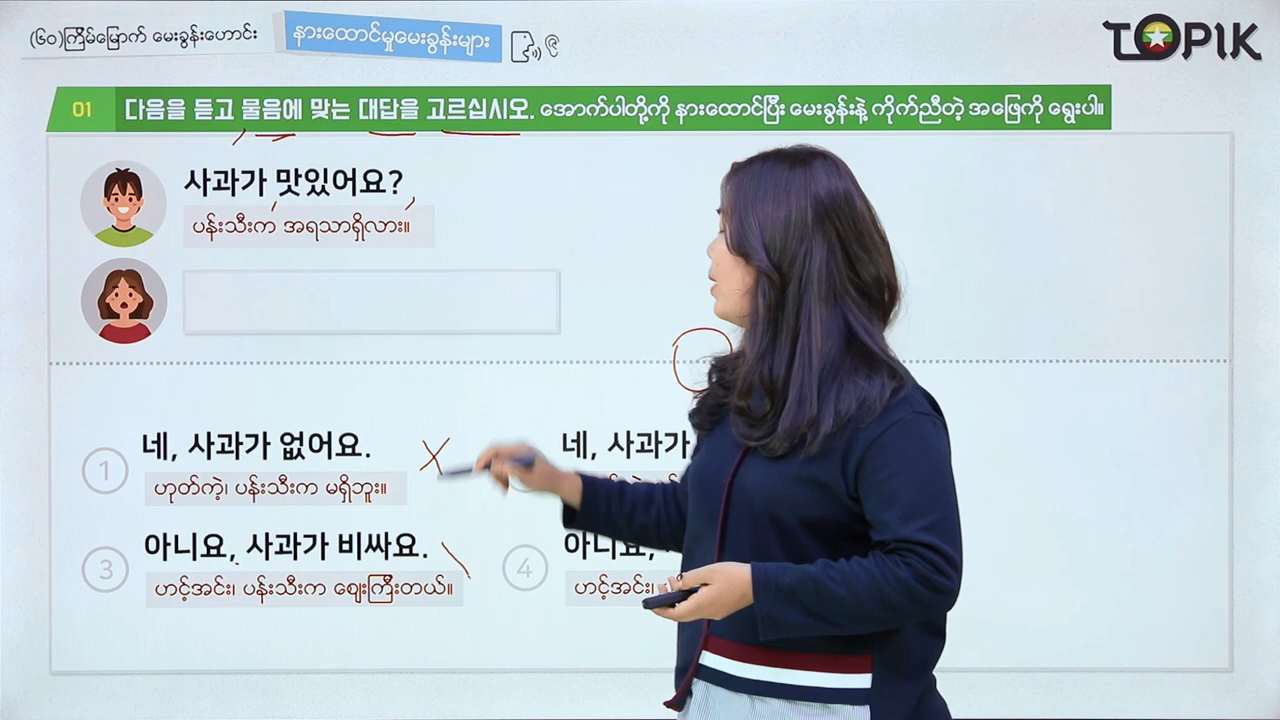 (၆၀)ကြိမ်မြောက် မေးခွန်းဟောင်း
နားထောင်မှုမေးခွန်းများ
TOPIK
01 다음을 듣고 물음에 맞는 대답을 고르십시오. အောက်ပါတို့ကို နားထောင်ပြီး မေးခွန်းနဲ့ ကိုက်ညီတဲ့ အဖြေကို ရွေးပါ။
사과가 맛있어요?
ပန်းသီးက အရသာရှိလား။
1 네, 사과가 없어요.
ဟုတ်ကဲ့၊ ပန်းသီးက မရှိဘူး။
네, 사과가
3 아니요, 사과가 비싸요.
ဟင့်အင်း၊ ပန်းသီးက ဈေးကြီးတယ်။
4 아니요,
ဟင့်အင်း၊